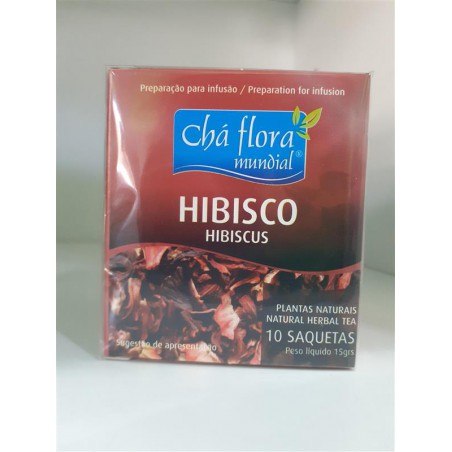 Preparação para infusão / Preparation for infusion
Chá flora
mundial®
HIBISCO
HIBISCUS
PLANTAS NATURAIS
NATURAL HERBAL TEA
10 SAQUETAS
Peso líquido 15grs
Sugestão de apresentação